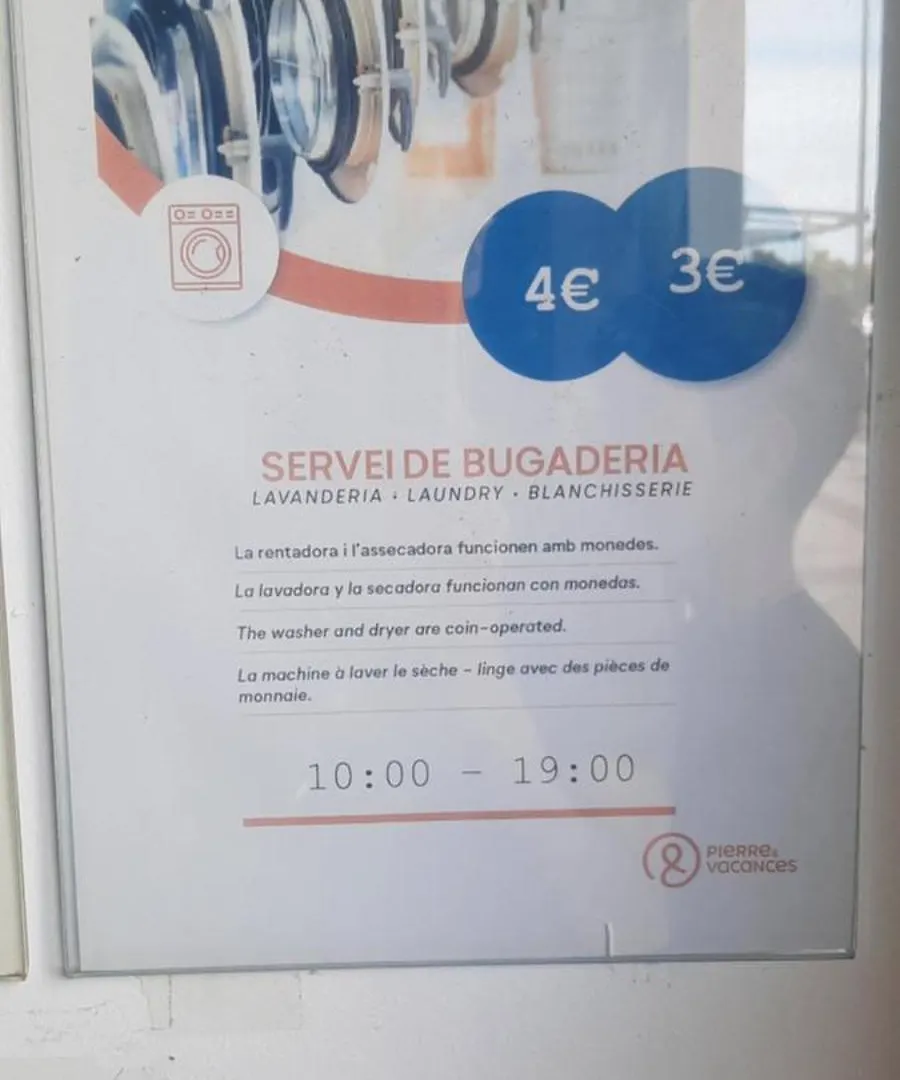 4€ 3€
SERVEI DE BUGADERIA
LAVANDERIA · LAUNDRY · BLANCHISSERIE
La rentadora i l'assecadora funcionen amb monedes.
La lavadora y la secadora funcionan con monedas.
The washer and dryer are coin-operated.
La machine à laver le sèche - linge avec des pièces de
monnaie.
10:00 - 19:00
Pierre &
vacances